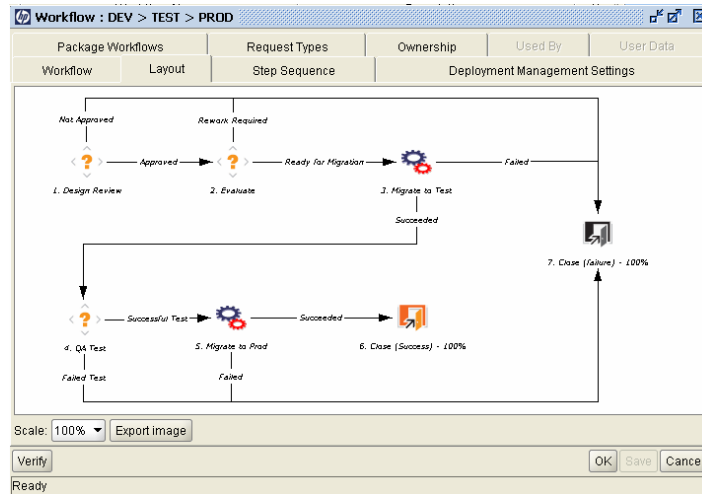 Workflow : DEV > TEST > PROD
Package Workflows Request Types Ownership Used By User Data
Workflow Layout Step Sequence Deployment Management Settings
Not Approved Rework Required
Approved Ready for Migration Failed
1. Design Review 2. Evaluate 3. Migrate to Test
Succeeded
7. Close (failure) - 100%
Successful Test Succeeded
4. QA Test 5. Migrate to Prod 6. Close (Success) - 100%
Failed Test Failed
Scale: 100% Export image
Verify OK Save Cance
Ready